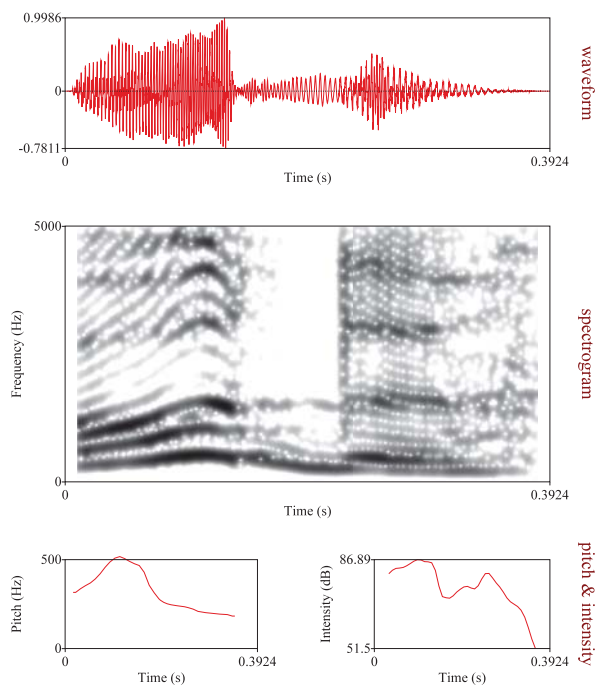 0.9986
0
-0.7811
0
0.3924
Time (s)
waveform
5000
0
Frequency (Hz)
0
0.3924
Time (s)
spectrogram
500
0
Pitch (Hz)
0
0.3924
Time (s)
86.89
51.5
Intensity (dB)
0
0.3924
Time (s)
pitch & intensity